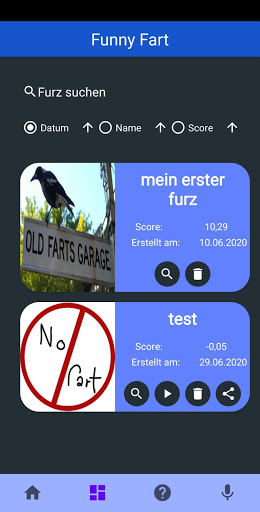 Funny Fart
Furz suchen
Datum Name Score
OLD FARTS GARAGE
mein erster
furz
Score: 10,29
Erstellt am: 10.06.2020
No
Fart
test
Score: -0,05
Erstellt am: 29.06.2020
?